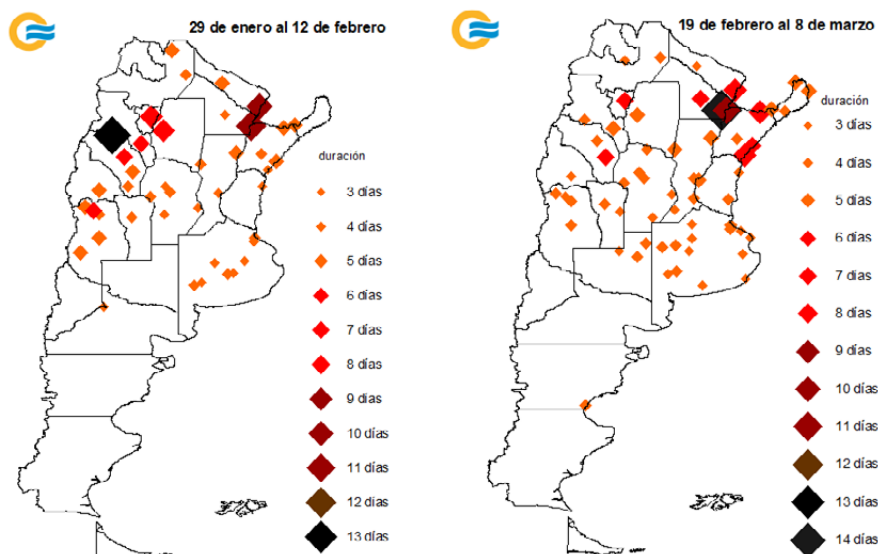 29 de enero al 12 de febrero
duración
3 días
4 días
5 días
6 días
7 días
8 días
9 días
10 días
11 días
12 días
13 días
19 de febrero al 8 de marzo
duración
3 días
4 días
5 días
6 días
7 días
8 días
9 días
10 días
11 días
12 días
13 días
14 días